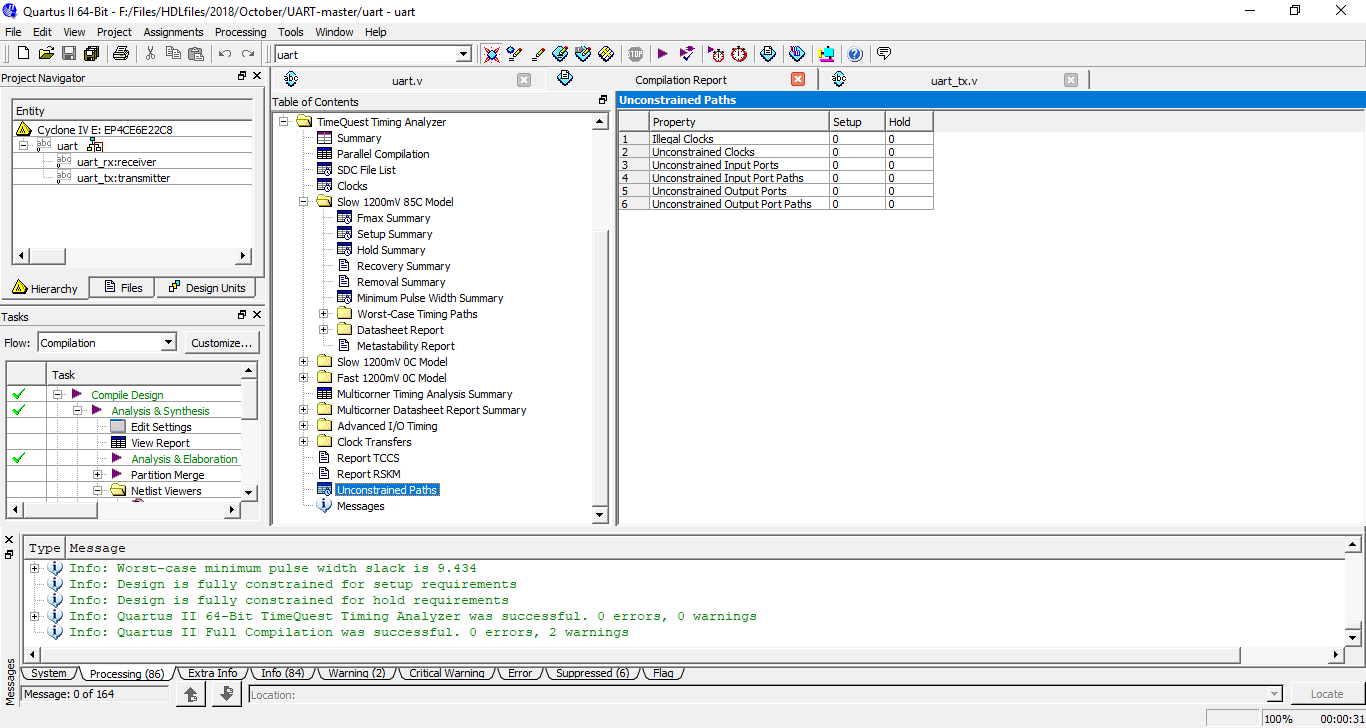 Quartus II 64-Bit - F:/Files/HDLfiles/2018/October/UART-master/uart - uart
File Edit View Project Assignments Processing Tools Window Help
uart
Project Navigator
Entity
Cyclone IV E: EP4CE6E22C8
uart
uart_rx:receiver
uart_tx:transmitter
Hierarchy Files Design Units
Tasks
Flow: Compilation Customize...
Task
Compile Design
Analysis & Synthesis
Edit Settings
View Report
Analysis & Elaboration
Partition Merge
Netlist Viewers
uart.v Compilation Report uart_tx.v
Table of Contents
TimeQuest Timing Analyzer
Summary
Parallel Compilation
SDC File List
Clocks
Slow 1200mV 85C Model
Fmax Summary
Setup Summary
Hold Summary
Recovery Summary
Removal Summary
Minimum Pulse Width Summary
Worst-Case Timing Paths
Datasheet Report
Metastability Report
Slow 1200mV 0C Model
Fast 1200mV 0C Model
Multicorner Timing Analysis Summary
Multicorner Datasheet Report Summary
Advanced I/O Timing
Clock Transfers
Report TCCS
Report RSKM
Unconstrained Paths
Messages
Unconstrained Paths
Property Setup Hold
1 Illegal Clocks 0 0
2 Unconstrained Clocks 0 0
3 Unconstrained Input Ports 0 0
4 Unconstrained Input Port Paths 0 0
5 Unconstrained Output Ports 0 0
6 Unconstrained Output Port Paths 0 0
Type Message
Info: Worst-case minimum pulse width slack is 9.434
Info: Design is fully constrained for setup requirements
Info: Design is fully constrained for hold requirements
Info: Quartus II 64-Bit TimeQuest Timing Analyzer was successful. 0 errors, 0 warnings
Info: Quartus II Full Compilation was successful. 0 errors, 2 warnings
System Processing (86) Extra Info Info (84) Warning (2) Critical Warning Error Suppressed (6) Flag
Messages
Message: 0 of 164 Location: Locate
100% 00:00:31